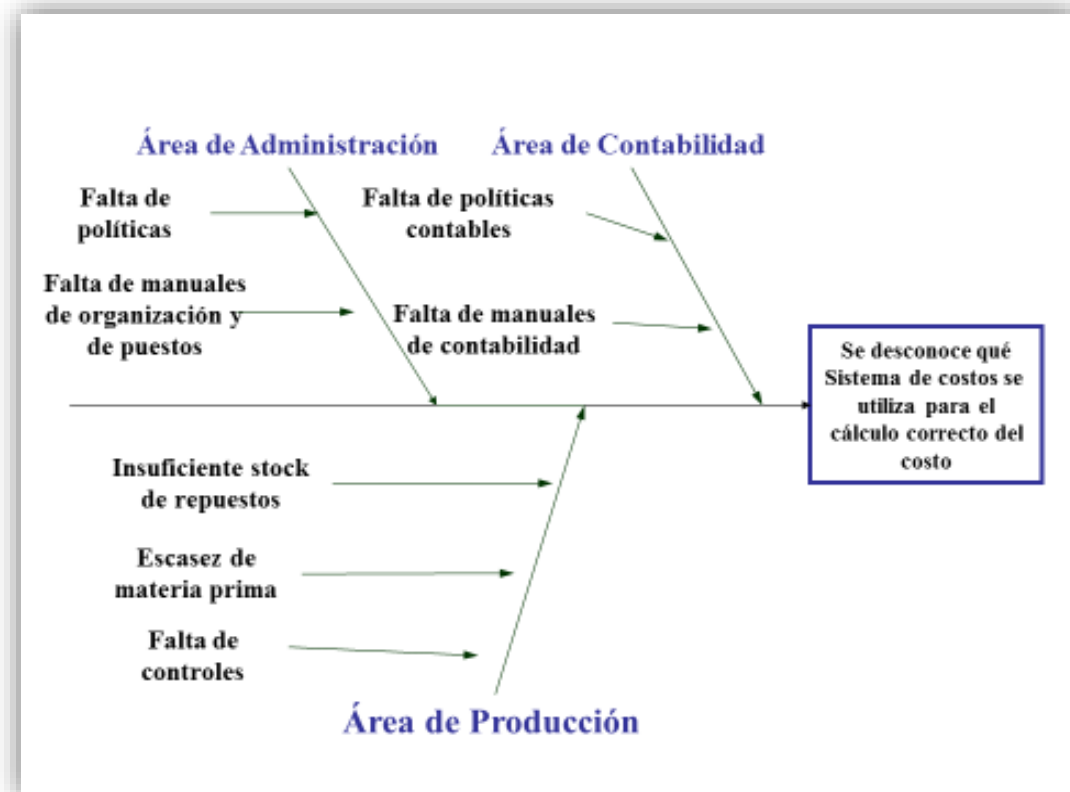 Área de Administración
Área de Contabilidad
Falta de
políticas
Falta de políticas
contables
Falta de manuales
de organización y
de puestos
Falta de manuales
de contabilidad
Se desconoce qué
Sistema de costos se
utiliza para el
cálculo correcto del
costo
Insuficiente stock
de repuestos
Escasez de
materia prima
Falta de
controles
Área de Producción